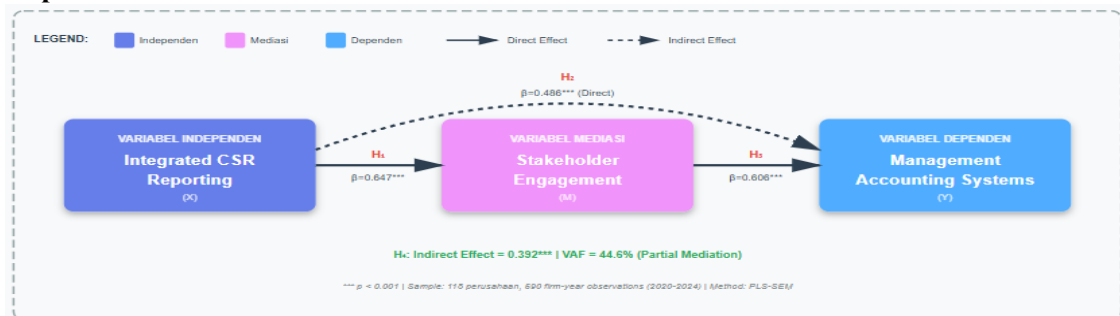 LEGEND: Independen Mediasi Dependen Direct Effect Indirect Effect
H₂
β=0.486*** (Direct)
VARIABEL INDEPENDEN
Integrated CSR
Reporting
(X)
H₁
β=0.647***
VARIABEL MEDIASI
Stakeholder
Engagement
(M)
H₃
β=0.606***
VARIABEL DEPENDEN
Management
Accounting Systems
(Y)
H₄: Indirect Effect = 0.392*** | VAF = 44.6% (Partial Mediation)
*** p < 0.001 | Sample: perusahaan, firm-year observations (2020-2024) | Method: PLS-SEM